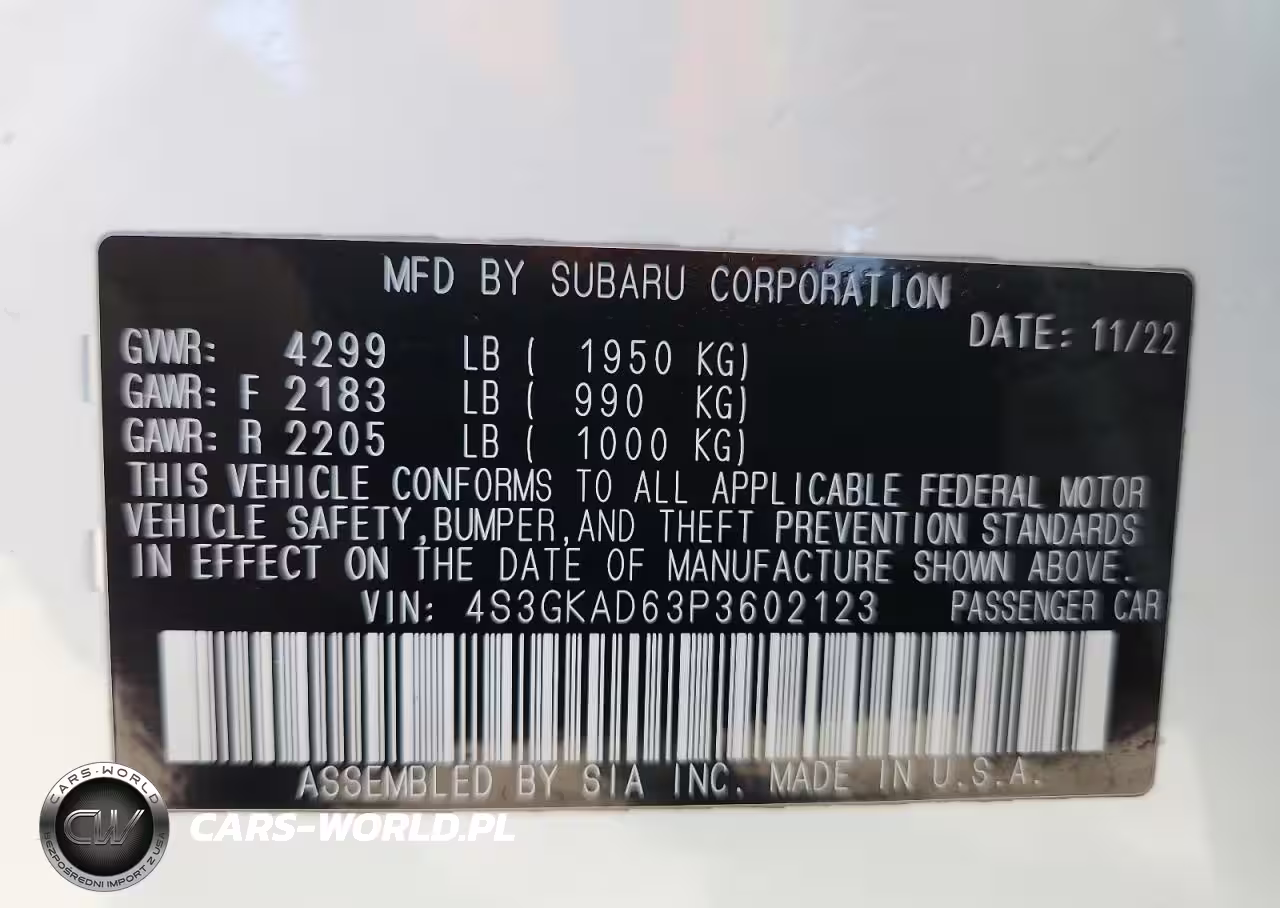 MFD BY SUBARU CORPORATION
DATE: 11/22
GVWR: 4299 LB ( 1950 KG)
GAWR: F 2183 LB ( 990 KG)
GAWR: R 2205 LB ( 1000 KG)
THIS VEHICLE CONFORMS TO ALL APPLICABLE FEDERAL MOTOR
VEHICLE SAFETY,BUMPER,AND THEFT PREVENTION STANDARDS
IN EFFECT ON THE DATE OF MANUFACTURE SHOWN ABOVE.
VIN: 4S3GKAD63P3602123 PASSENGER CAR
ASSEMBLED BY SIA INC. MADE IN U.S.A.
CARS-WORLD
CW
BEZPOŚREDNI IMPORT Z USA
CARS-WORLD.PL